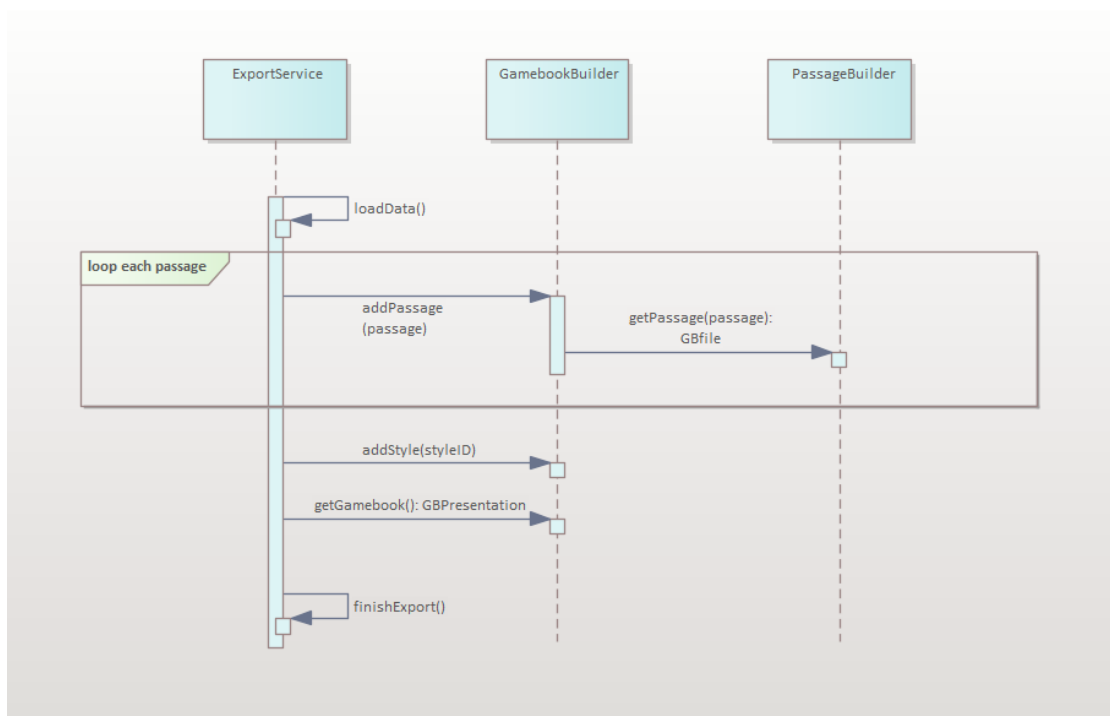 ExportService
GamebookBuilder
PassageBuilder
loadData()
loop each passage
addPassage
(passage)
getPassage(passage):
GBfile
addStyle(styleID)
getGamebook(): GBPresentation
finishExport()